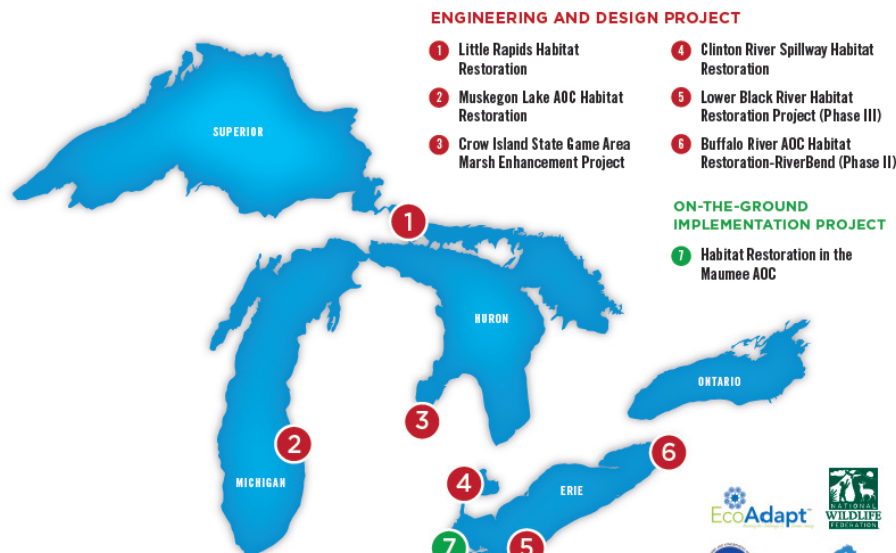 ENGINEERING AND DESIGN PROJECT
1 Little Rapids Habitat
Restoration
2 Muskegon Lake AOC Habitat
Restoration
3 Crow Island State Game Area
Marsh Enhancement Project
4 Clinton River Spillway Habitat
Restoration
5 Lower Black River Habitat
Restoration Project (Phase III)
6 Buffalo River AOC Habitat
Restoration-RiverBend (Phase II)
ON-THE-GROUND
IMPLEMENTATION PROJECT
7 Habitat Restoration in the
Maumee AOC
SUPERIOR
1
HURON
ONTARIO
3
2
MICHIGAN
6
4
ERIE
7
5
EcoAdapt
NATIONAL
WILDLIFE
FEDERATION